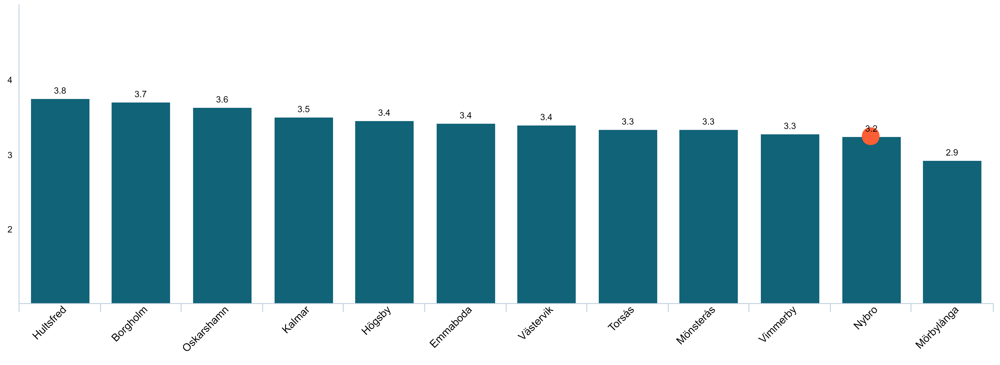 4
3
2
3.8
3.7
3.6
3.5
3.4
3.4
3.4
3.3
3.3
3.3
3.2
2.9
Hultsfred
Borgholm
Oskarshamn
Kalmar
Högsby
Emmaboda
Västervik
Torsås
Mönsterås
Vimmerby
Nybro
Mörbylånga